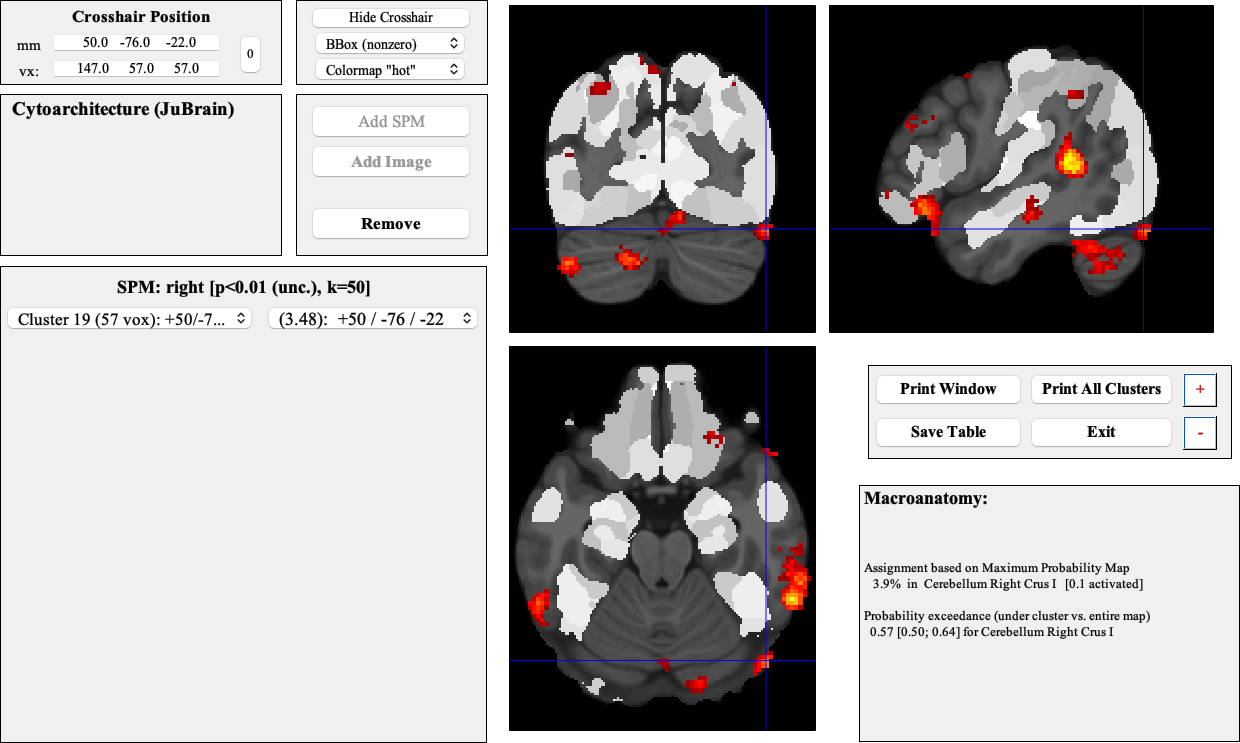 Crosshair Position
mm 50.0 -76.0 -22.0
vx: 147.0 57.0 57.0
0
Hide Crosshair
BBox (nonzero)
Colormap "hot"
Cytoarchitecture (JuBrain)
Add SPM
Add Image
Remove
SPM: right [p<0.01 (unc.), k=50]
Cluster 19 (57 vox): +50/-7...
(3.48): +50 / -76 / -22
Print Window
Print All Clusters
+
Save Table
Exit
-
Macroanatomy:
Assignment based on Maximum Probability Map
3.9% in Cerebellum Right Crus I [0.1 activated]
Probability exceedance (under cluster vs. entire map)
0.57 [0.50; 0.64] for Cerebellum Right Crus I